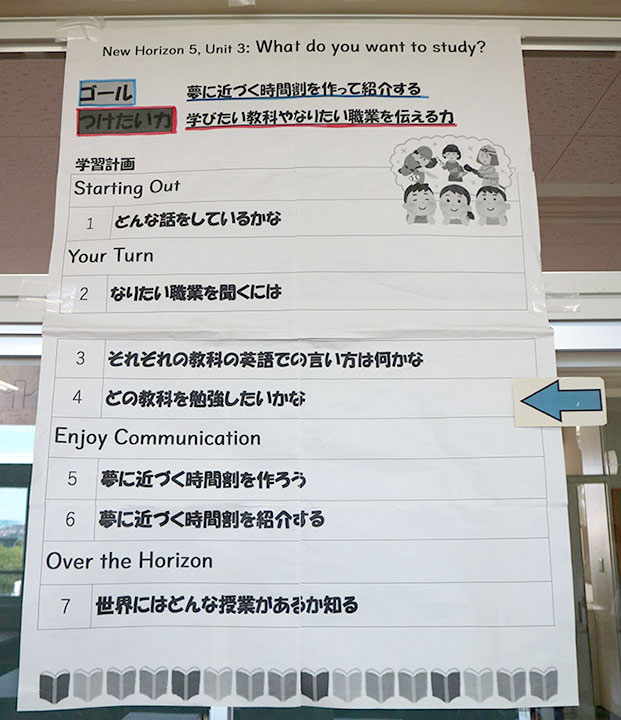 New Horizon 5, Unit 3: What do you want to study?
ゴール 夢に近づく時間割を作って紹介する
つけたい力 学びたい教科やなりたい職業を伝える力
学習計画
Starting Out
1 どんな話をしているかな
Your Turn
2 なりたい職業を聞くには
3 それぞれの教科の英語での言い方は何かな
4 どの教科を勉強したいかな
Enjoy Communication
5 夢に近づく時間割を作ろう
6 夢に近づく時間割を紹介する
Over the Horizon
7 世界にはどんな授業があるか知る